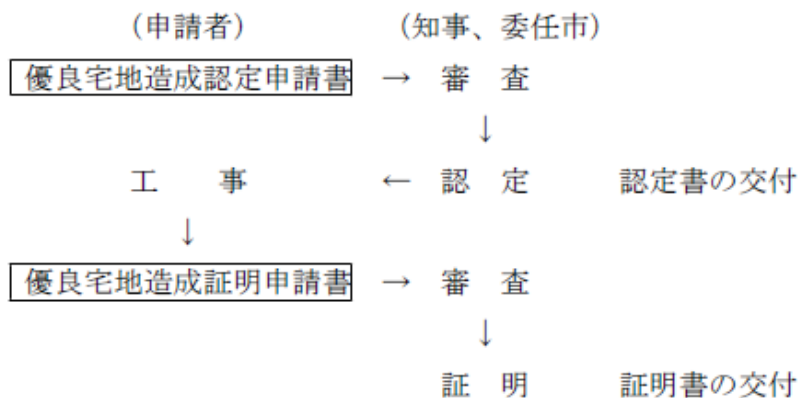 （申請者）　（知事、委任市）
優良宅地造成認定申請書 → 審 査
↓
工 事 ← 認 定 認定書の交付
↓
優良宅地造成証明申請書 → 審 査
↓
証 明 証明書の交付